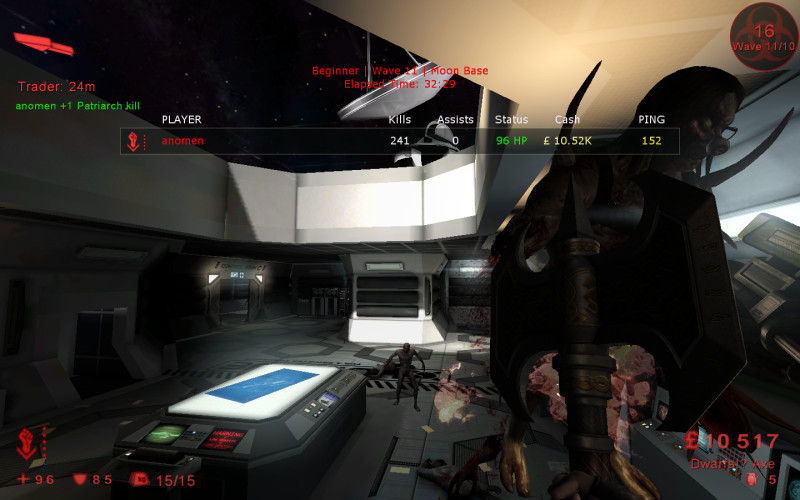 16
Wave 11/10
Trader: 24m
Beginner | Wave 11 | Moon Base
Elapsed Time: 32:29
anomen +1 Patriarch kill
PLAYER Kills Assists Status Cash PING
anomen 241 0 96 HP £ 10.52K 152
WARNING
£10 517
Dwarfs!? Axe
96 85 15/15 5